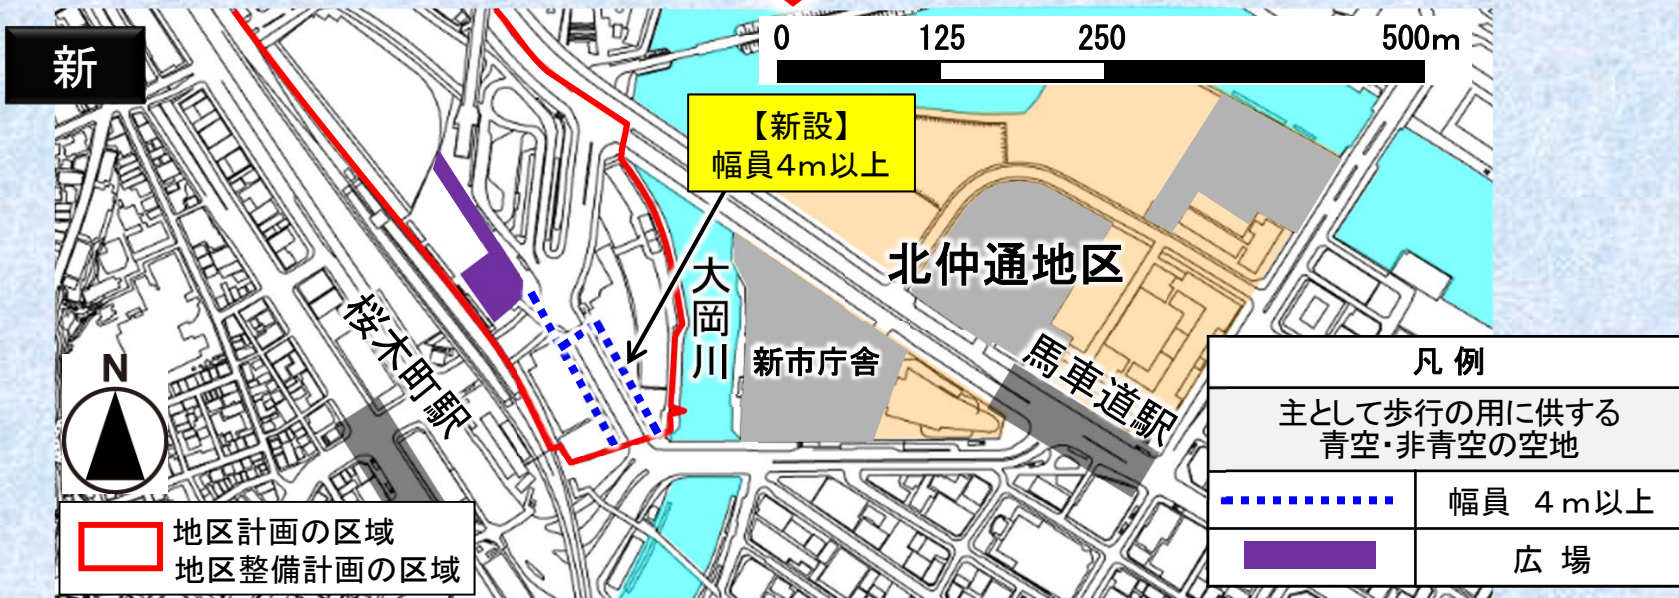 新
0 125 250 500m
【新設】
幅員4m以上
北仲通地区
大岡川
新市庁舎
馬車道駅
桜木町駅
N
地区計画の区域
地区整備計画の区域
凡 例
主として歩行の用に供する
青空・非青空の空地
幅員 4m以上
広 場